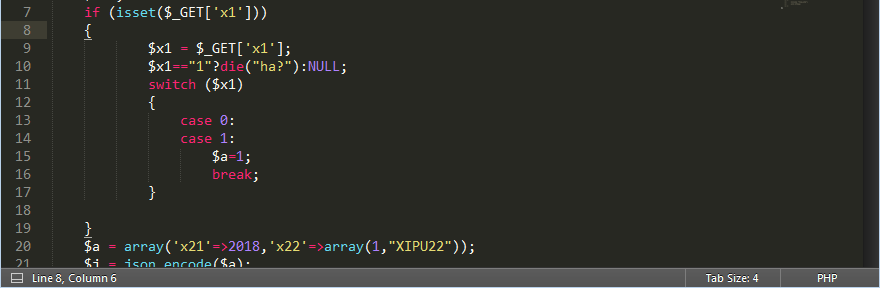 7 if (isset($_GET['x1']))
8 {
9 $x1 = $_GET['x1'];
10 $x1=="1"?die("ha?"):NULL;
11 switch ($x1)
12 {
13 case 0:
14 case 1:
15 $a=1;
16 break;
17 }
18
19 }
20 $a = array('x21'=>2018,'x22'=>array(1,"XIPU22"));
21 $j = json_encode($a);
Line 8, Column 6 Tab Size: 4 PHP